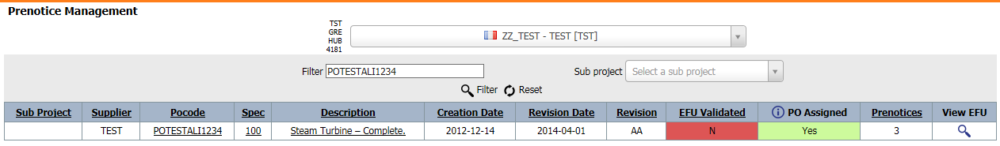 Prenotice Management
TST
GRE
HUB
4181
ZZ_TEST - TEST [TST]
Filter POTESTALI1234 Sub project Select a sub project
Filter Reset
Sub Project Supplier Pocode Spec Description Creation Date Revision Date Revision EFU Validated PO Assigned Prenotices View EFU
TEST POTESTALI1234 100 Steam Turbine – Complete. 2012-12-14 2014-04-01 AA N Yes 3